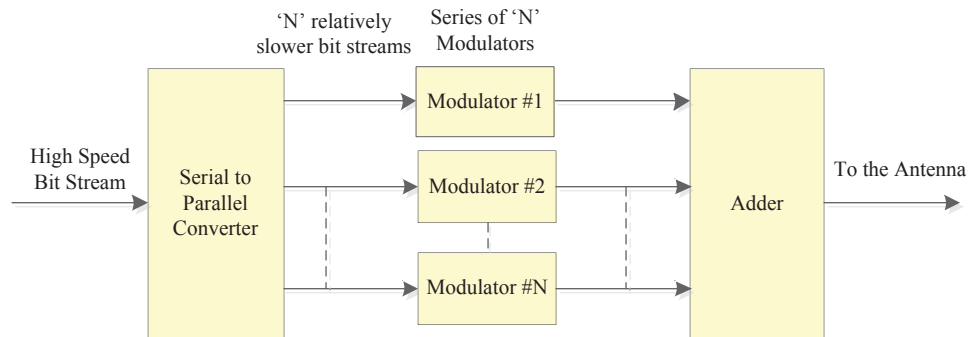 ‘N’ relatively
slower bit streams
Series of ‘N’
Modulators
High Speed
Bit Stream
Serial to
Parallel
Converter
Modulator #1
Modulator #2
Modulator #N
Adder
To the Antenna